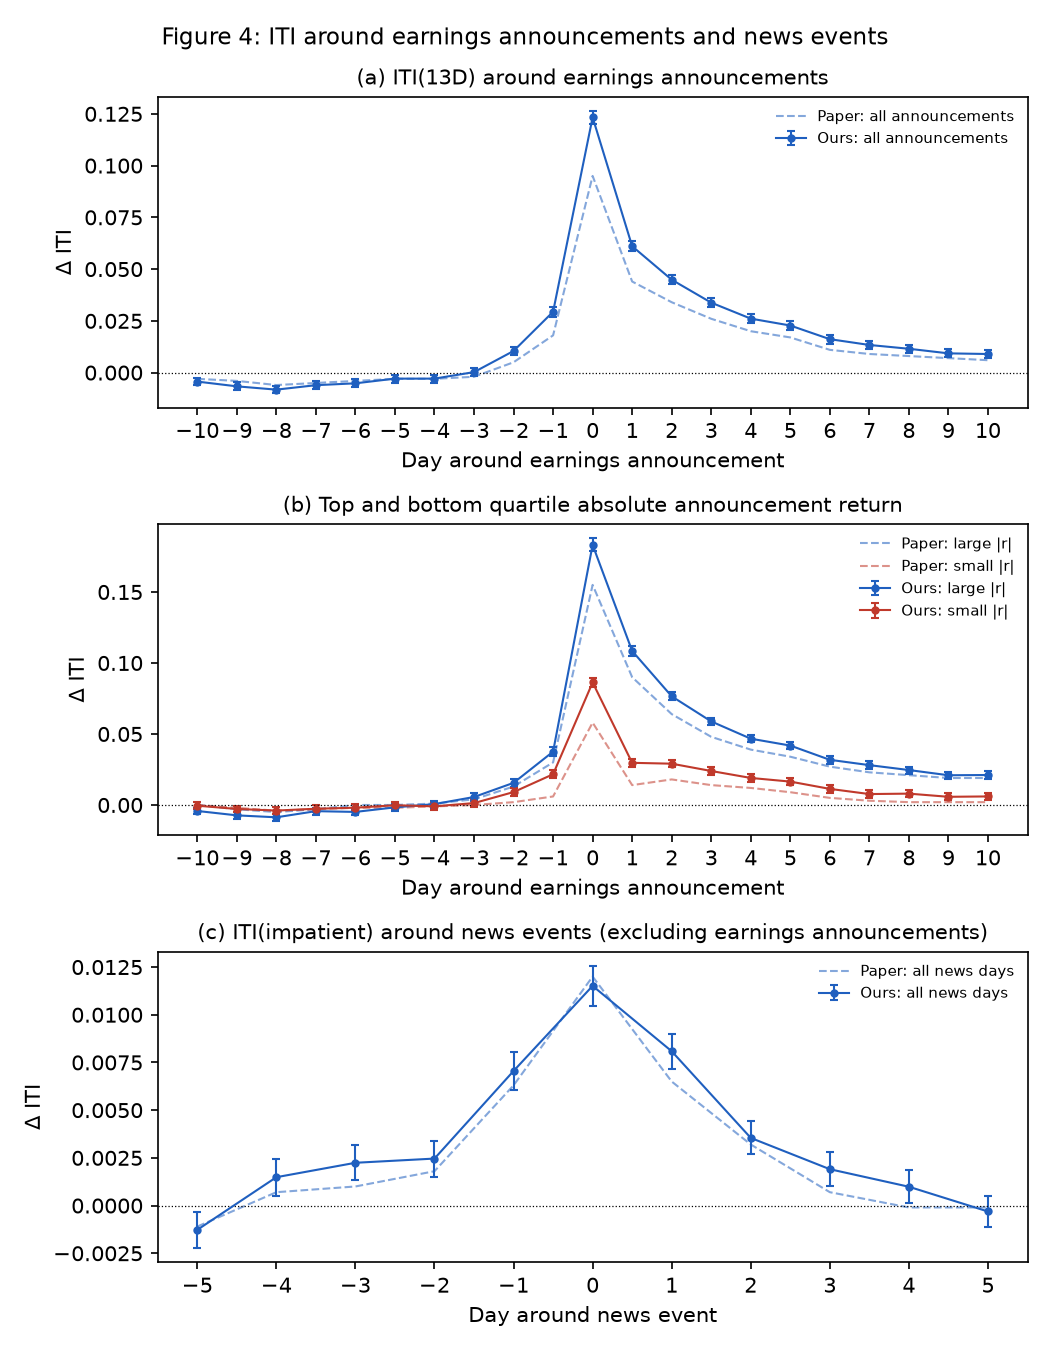 Figure 4: ITI around earnings announcements and news events
(a) ITI(13D) around earnings announcements
Paper: all announcements
Ours: all announcements
Δ ITI
0.125
0.100
0.075
0.050
0.025
0.000
−10 −9 −8 −7 −6 −5 −4 −3 −2 −1 0 1 2 3 4 5 6 7 8 9 10
Day around earnings announcement
(b) Top and bottom quartile absolute announcement return
Paper: large |r|
Paper: small |r|
Ours: large |r|
Ours: small |r|
Δ ITI
0.15
0.10
0.05
0.00
−10 −9 −8 −7 −6 −5 −4 −3 −2 −1 0 1 2 3 4 5 6 7 8 9 10
Day around earnings announcement
(c) ITI(impatient) around news events (excluding earnings announcements)
Paper: all news days
Ours: all news days
Δ ITI
0.0125
0.0100
0.0075
0.0050
0.0025
0.0000
−0.0025
−5 −4 −3 −2 −1 0 1 2 3 4 5
Day around news event